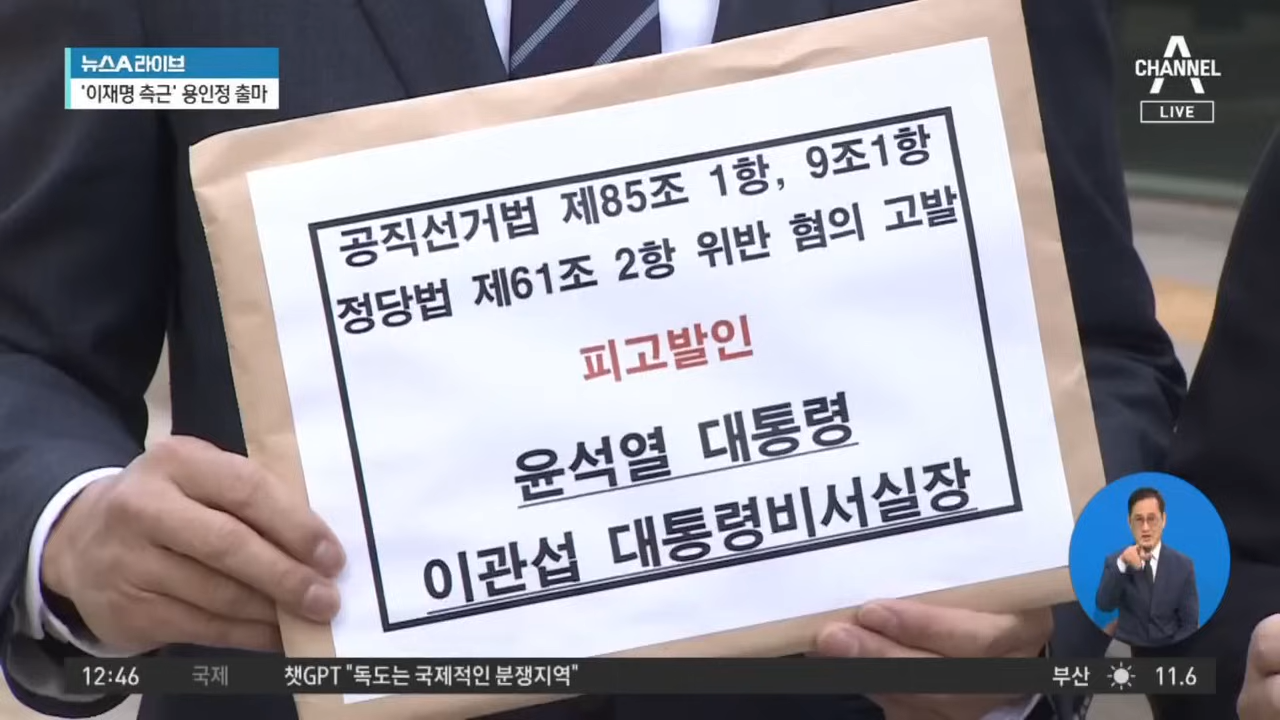 뉴스A 라이브
'이재명 측근' 용인정 출마
CHANNEL A
LIVE
공직선거법 제85조 1항, 9조1항
정당법 제61조 2항 위반 혐의 고발
피고발인
윤석열 대통령
이관섭 대통령비서실장
12:46 국제 챗GPT "독도는 국제적인 분쟁지역" 부산 11.6